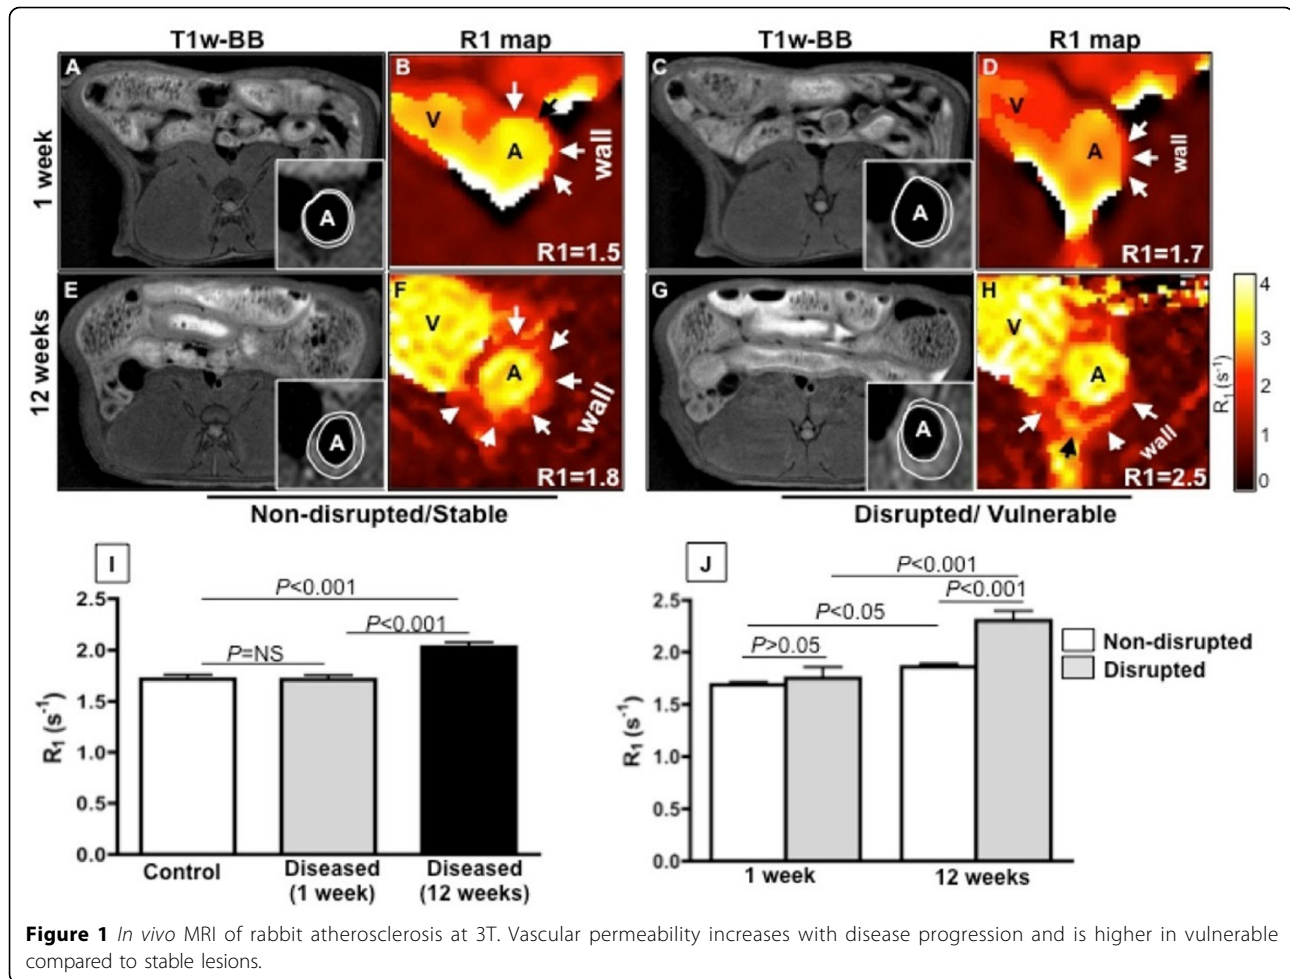 T1w-BB R1 map T1w-BB R1 map
1 week
A
A
B
V
A
wall
R1=1.5
C
A
D
V
A
wall
R1=1.7
12 weeks
E
A
F
V
A
wall
R1=1.8
G
A
H
V
A
wall
R1=2.5
4
3
2
1
0
R1 (s-1)
Non-disrupted/Stable
Disrupted/ Vulnerable
I
P<0.001
P<0.001
P=NS
2.5
2.0
1.5
1.0
0.5
0.0
R1 (s-1)
Control
Diseased (1 week)
Diseased (12 weeks)
J
P<0.001
P<0.001
P<0.05
P>0.05
2.5
2.0
1.5
1.0
0.5
0.0
R1 (s-1)
1 week
12 weeks
Non-disrupted
Disrupted
Figure 1 In vivo MRI of rabbit atherosclerosis at 3T. Vascular permeability increases with disease progression and is higher in vulnerable
compared to stable lesions.